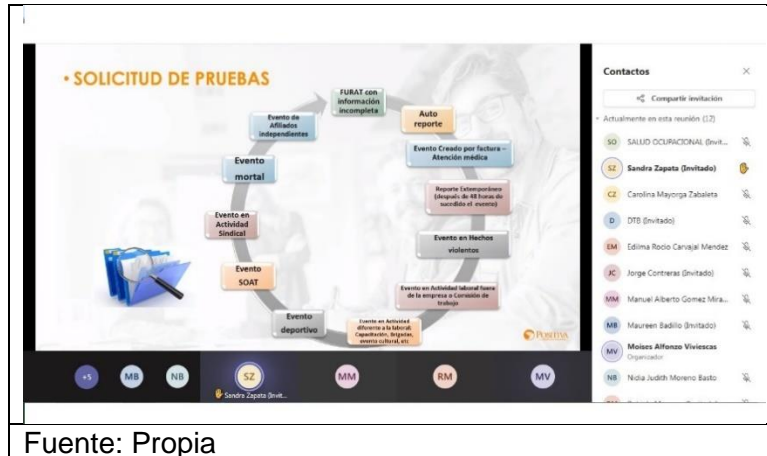 • SOLICITUD DE PRUEBAS
FURAT con
información
incompleta
Auto
reporte
Evento Creado por factura –
Atención médica
Reporte Extemporáneo
(después de 48 horas de
sucedido el evento)
Evento en Hechos
violentos
Evento en Actividad laboral fuera
de la empresa o Comisión de
trabajo
Evento en Actividad
diferente a la laboral,
Capacitación, Brigadas,
evento cultural, etc
Evento
deportivo
Evento
SOAT
Evento en
Actividad
Sindical
Evento
mortal
Evento de
Afiliados
independientes
POSITIVA
Contactos
Compartir invitación
Actualmente en esta reunión (12)
SO SALUD OCUPACIONAL (Invit...
SZ Sandra Zapata (Invitado)
CZ Carolina Mayorga Zabaleta
D DTB (Invitado)
EM Edilma Rocio Carvajal Mendez
JC Jorge Contreras (Invitado)
MM Manuel Alberto Gomez Mira...
MB Maureen Badillo (Invitado)
MV Moises Alfonzo Viviescas
Organizador
NB Nidia Judith Moreno Basto
+5 MB NB SZ MM RM MV
Sandra Zapata (Invit...
Fuente: Propia